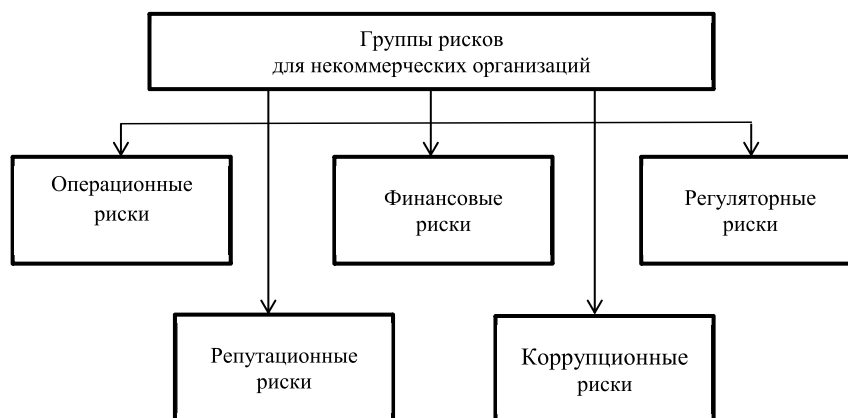 Группы рисков
для некоммерческих организаций
Операционные
риски
Финансовые
риски
Регуляторные
риски
Репутационные
риски
Коррупционные
риски